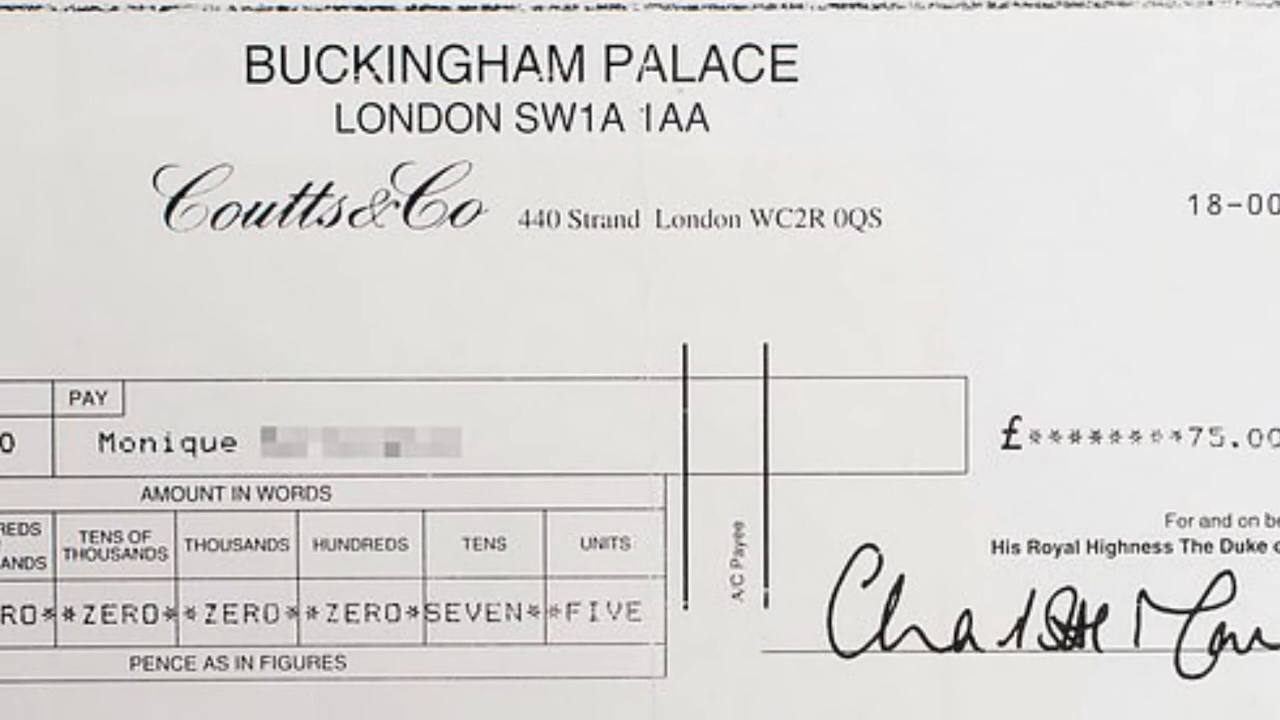 BUCKINGHAM PALACE
LONDON SW1A 1AA
Coutts&Co 440 Strand London WC2R 0QS
18-00
PAY
Monique
£********75.00
AMOUNT IN WORDS
TENS OF THOUSANDS THOUSANDS HUNDREDS TENS UNITS
*ZERO* *ZERO* *ZERO* SEVEN* *FIVE
PENCE AS IN FIGURES
A/C Payee
For and on be
His Royal Highness The Duke o